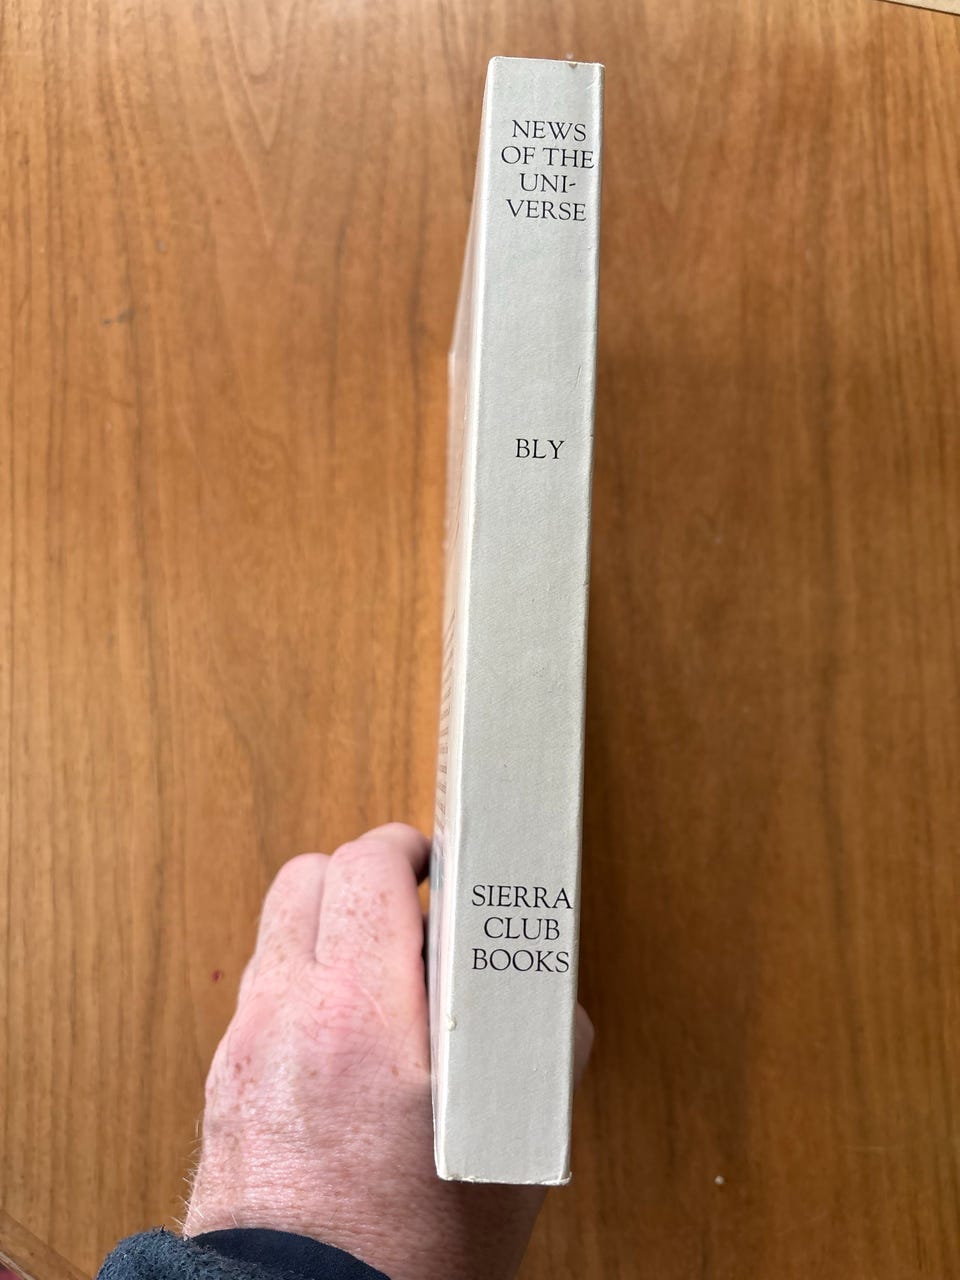 NEWS
OF THE
UNI-
VERSE
BLY
SIERRA
CLUB
BOOKS